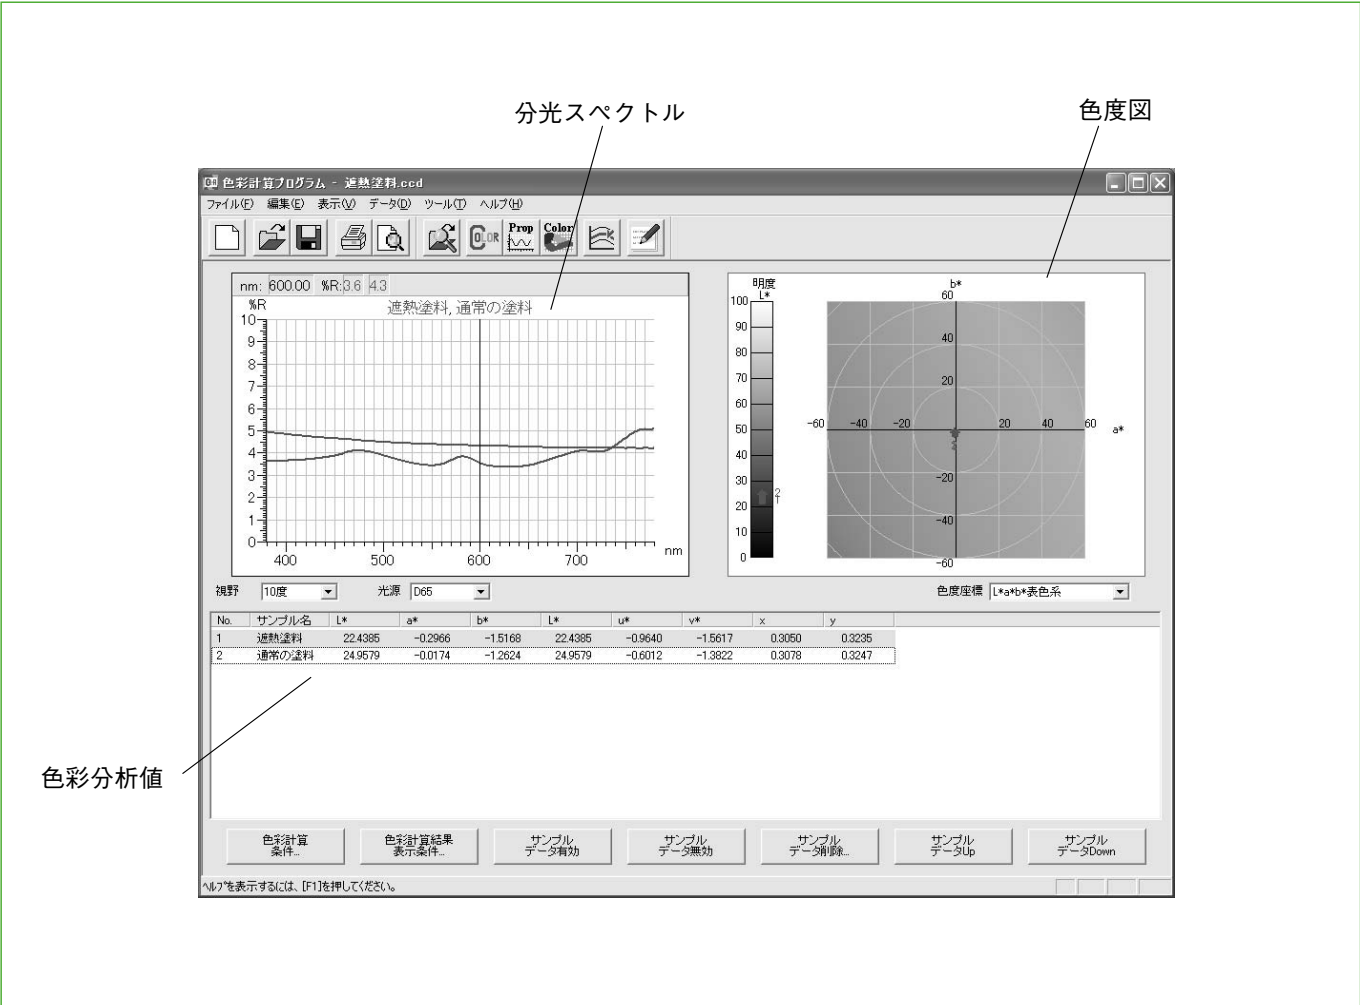 分光スペクトル
色度図
色彩計算プログラム - 遮熱塗料.ccd
ファイル(F) 編集(E) 表示(V) データ(D) ツール(T) ヘルプ(H)
COLOR Prop Color
nm: 600.00 %R: 3.6 4.3
%R
遮熱塗料, 通常の塗料
10
9
8
7
6
5
4
3
2
1
0
400 500 600 700 nm
明度
L*
100
90
80
70
60
50
40
30
20
10
0
2
1
b*
60
40
20
-60 -40 -20 20 40 60 a*
-20
-40
-60
視野 10度 光源 D65 色度座標 L*a*b*表色系
No. サンプル名 L* a* b* L* u* v* x y
1 遮熱塗料 22.4385 -0.2966 -1.5168 22.4385 -0.9640 -1.5617 0.3050 0.3235
2 通常の塗料 24.9579 -0.0174 -1.2624 24.9579 -0.6012 -1.3822 0.3078 0.3247
色彩分析値
色彩計算
条件...
色彩計算結果
表示条件...
サンプル
データ有効
サンプル
データ無効
サンプル
データ削除...
サンプル
データUp
サンプル
データDown
ヘルプを表示するには、[F1]を押してください。